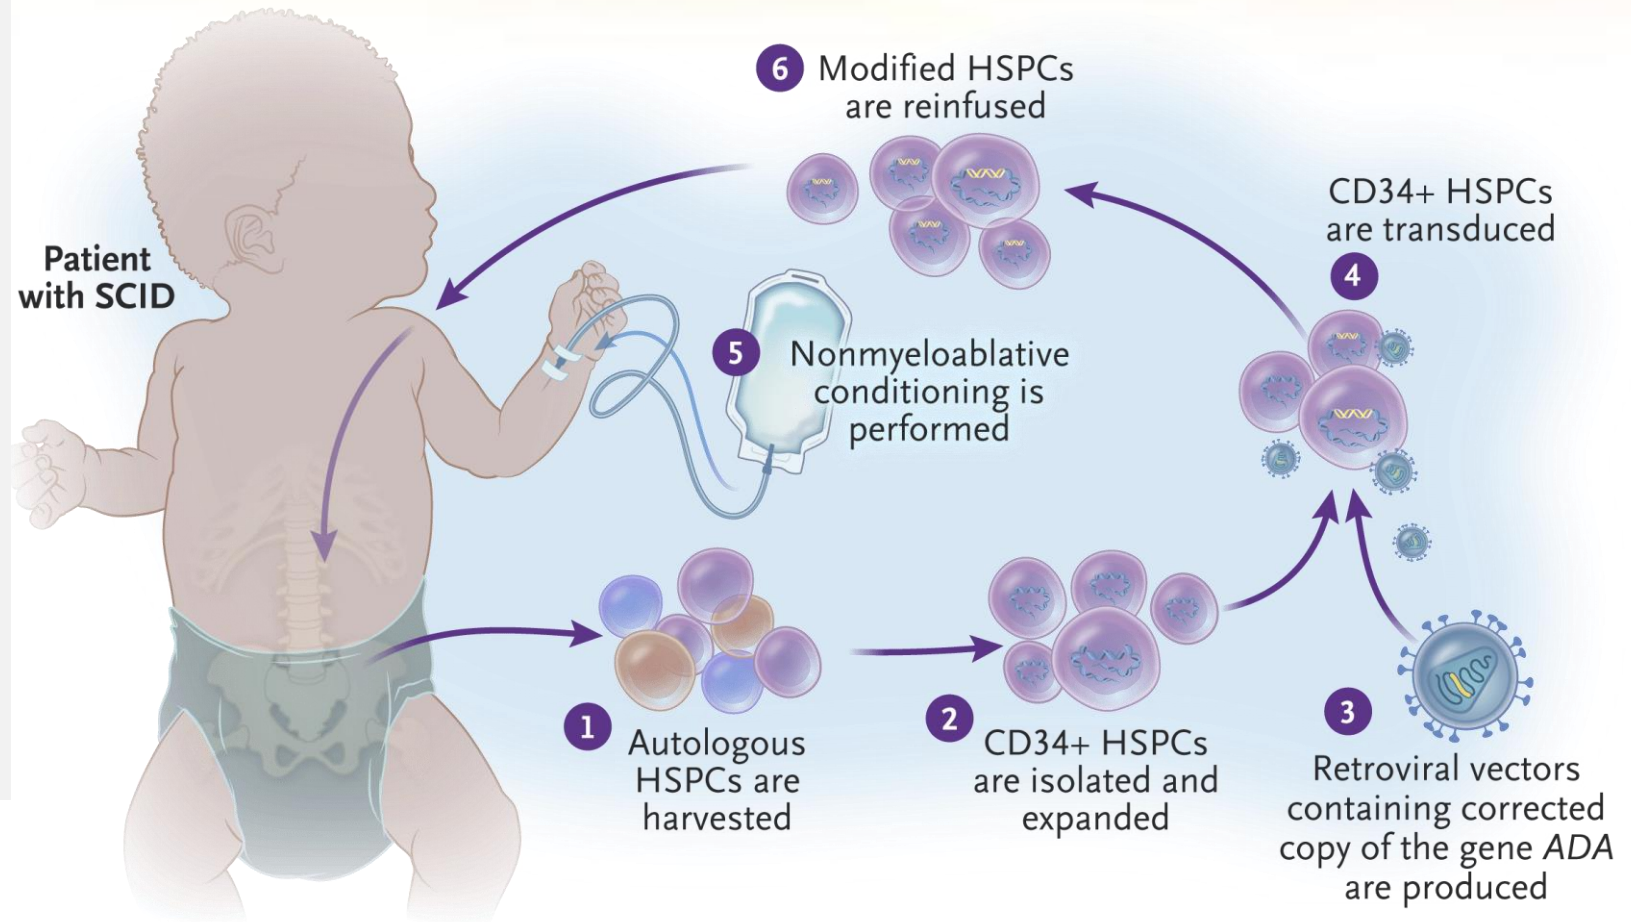 Patient
with SCID
1
Autologous
HSPCs are
harvested
2
CD34+ HSPCs
are isolated and
expanded
3
Retroviral vectors
containing corrected
copy of the gene ADA
are produced
CD34+ HSPCs
are transduced
4
5
Nonmyeloablative
conditioning is
performed
6
Modified HSPCs
are reinfused